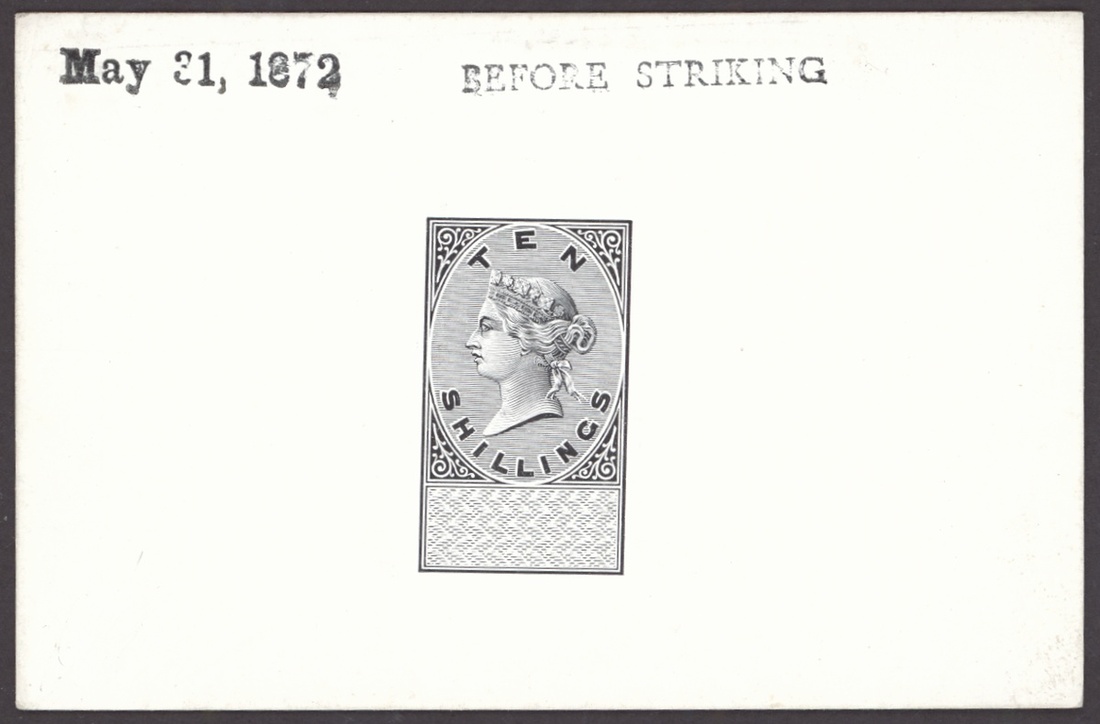 May 31, 1872 BEFORE STRIKING
TEN
SHILLINGS